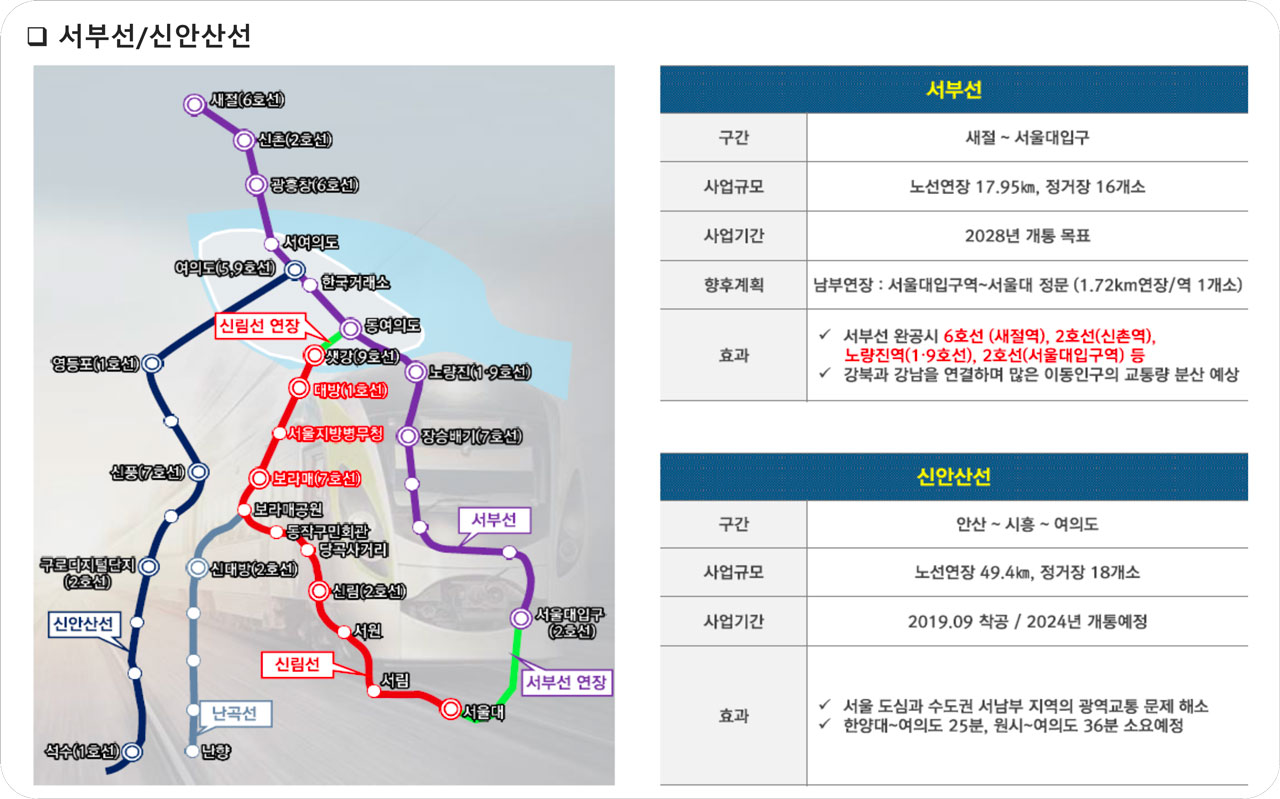 ❑ 서부선/신안산선
새절(6호선)
신촌(2호선)
광흥창(6호선)
서여의도
여의도(5,9호선)
한국거래소
신림선 연장
동여의도
샛강(9호선)
영등포(1호선)
노량진(1·9호선)
대방(1호선)
서울지방병무청
장승배기(7호선)
신풍(7호선)
보라매(7호선)
보라매공원
서부선
동작구민회관
당곡사거리
구로디지털단지
(2호선)
신대방(2호선)
신림(2호선)
서울대입구
(2호선)
신안산선
서원
신림선
서림
서부선 연장
서울대
난곡선
석수(1호선)
난향
서부선
구간 새절 ~ 서울대입구
사업규모 노선연장 17.95㎞, 정거장 16개소
사업기간 2028년 개통 목표
향후계획 남부연장 : 서울대입구역~서울대 정문 (1.72km연장/역 1개소)
효과
✓ 서부선 완공시 6호선 (새절역), 2호선(신촌역),
노량진역(1·9호선), 2호선(서울대입구역) 등
✓ 강북과 강남을 연결하며 많은 이동인구의 교통량 분산 예상
신안산선
구간 안산 ~ 시흥 ~ 여의도
사업규모 노선연장 49.4㎞, 정거장 18개소
사업기간 2019.09 착공 / 2024년 개통예정
효과
✓ 서울 도심과 수도권 서남부 지역의 광역교통 문제 해소
✓ 한양대~여의도 25분, 원시~여의도 36분 소요예정